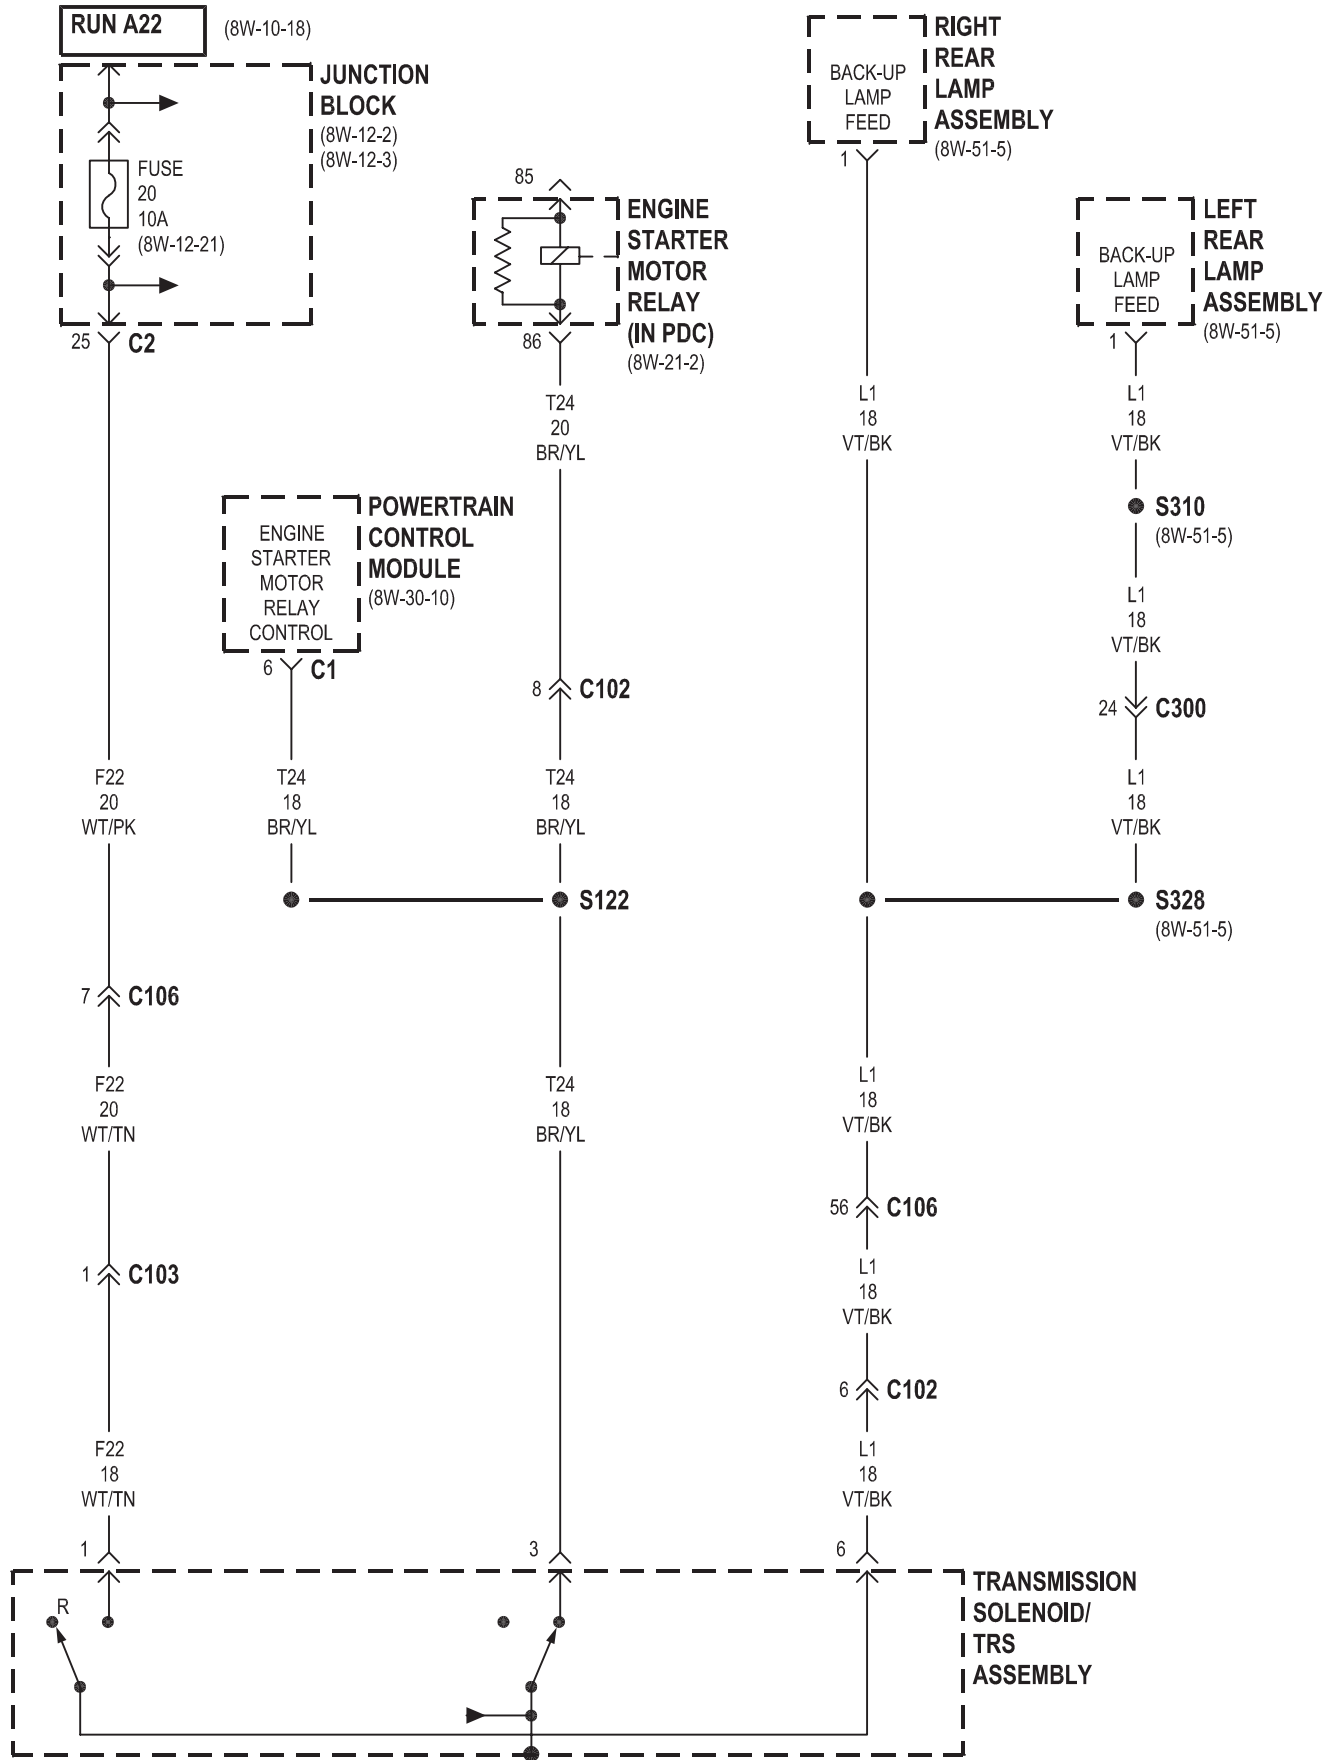 RUN A22
(8W-10-18)
JUNCTION
BLOCK
(8W-12-2)
(8W-12-3)
FUSE
20
10A
(8W-12-21)
25
C2
85
ENGINE
STARTER
MOTOR
RELAY
(IN PDC)
(8W-21-2)
86
BACK-UP
LAMP
FEED
RIGHT
REAR
LAMP
ASSEMBLY
(8W-51-5)
1
BACK-UP
LAMP
FEED
LEFT
REAR
LAMP
ASSEMBLY
(8W-51-5)
1
T24
20
BR/YL
L1
18
VT/BK
L1
18
VT/BK
S310
(8W-51-5)
ENGINE
STARTER
MOTOR
RELAY
CONTROL
POWERTRAIN
CONTROL
MODULE
(8W-30-10)
6
C1
8
C102
L1
18
VT/BK
24
C300
F22
20
WT/PK
T24
18
BR/YL
T24
18
BR/YL
L1
18
VT/BK
S122
S328
(8W-51-5)
7
C106
F22
20
WT/TN
T24
18
BR/YL
L1
18
VT/BK
56
C106
1
C103
L1
18
VT/BK
6
C102
F22
18
WT/TN
L1
18
VT/BK
1
3
6
R
TRANSMISSION
SOLENOID/
TRS
ASSEMBLY